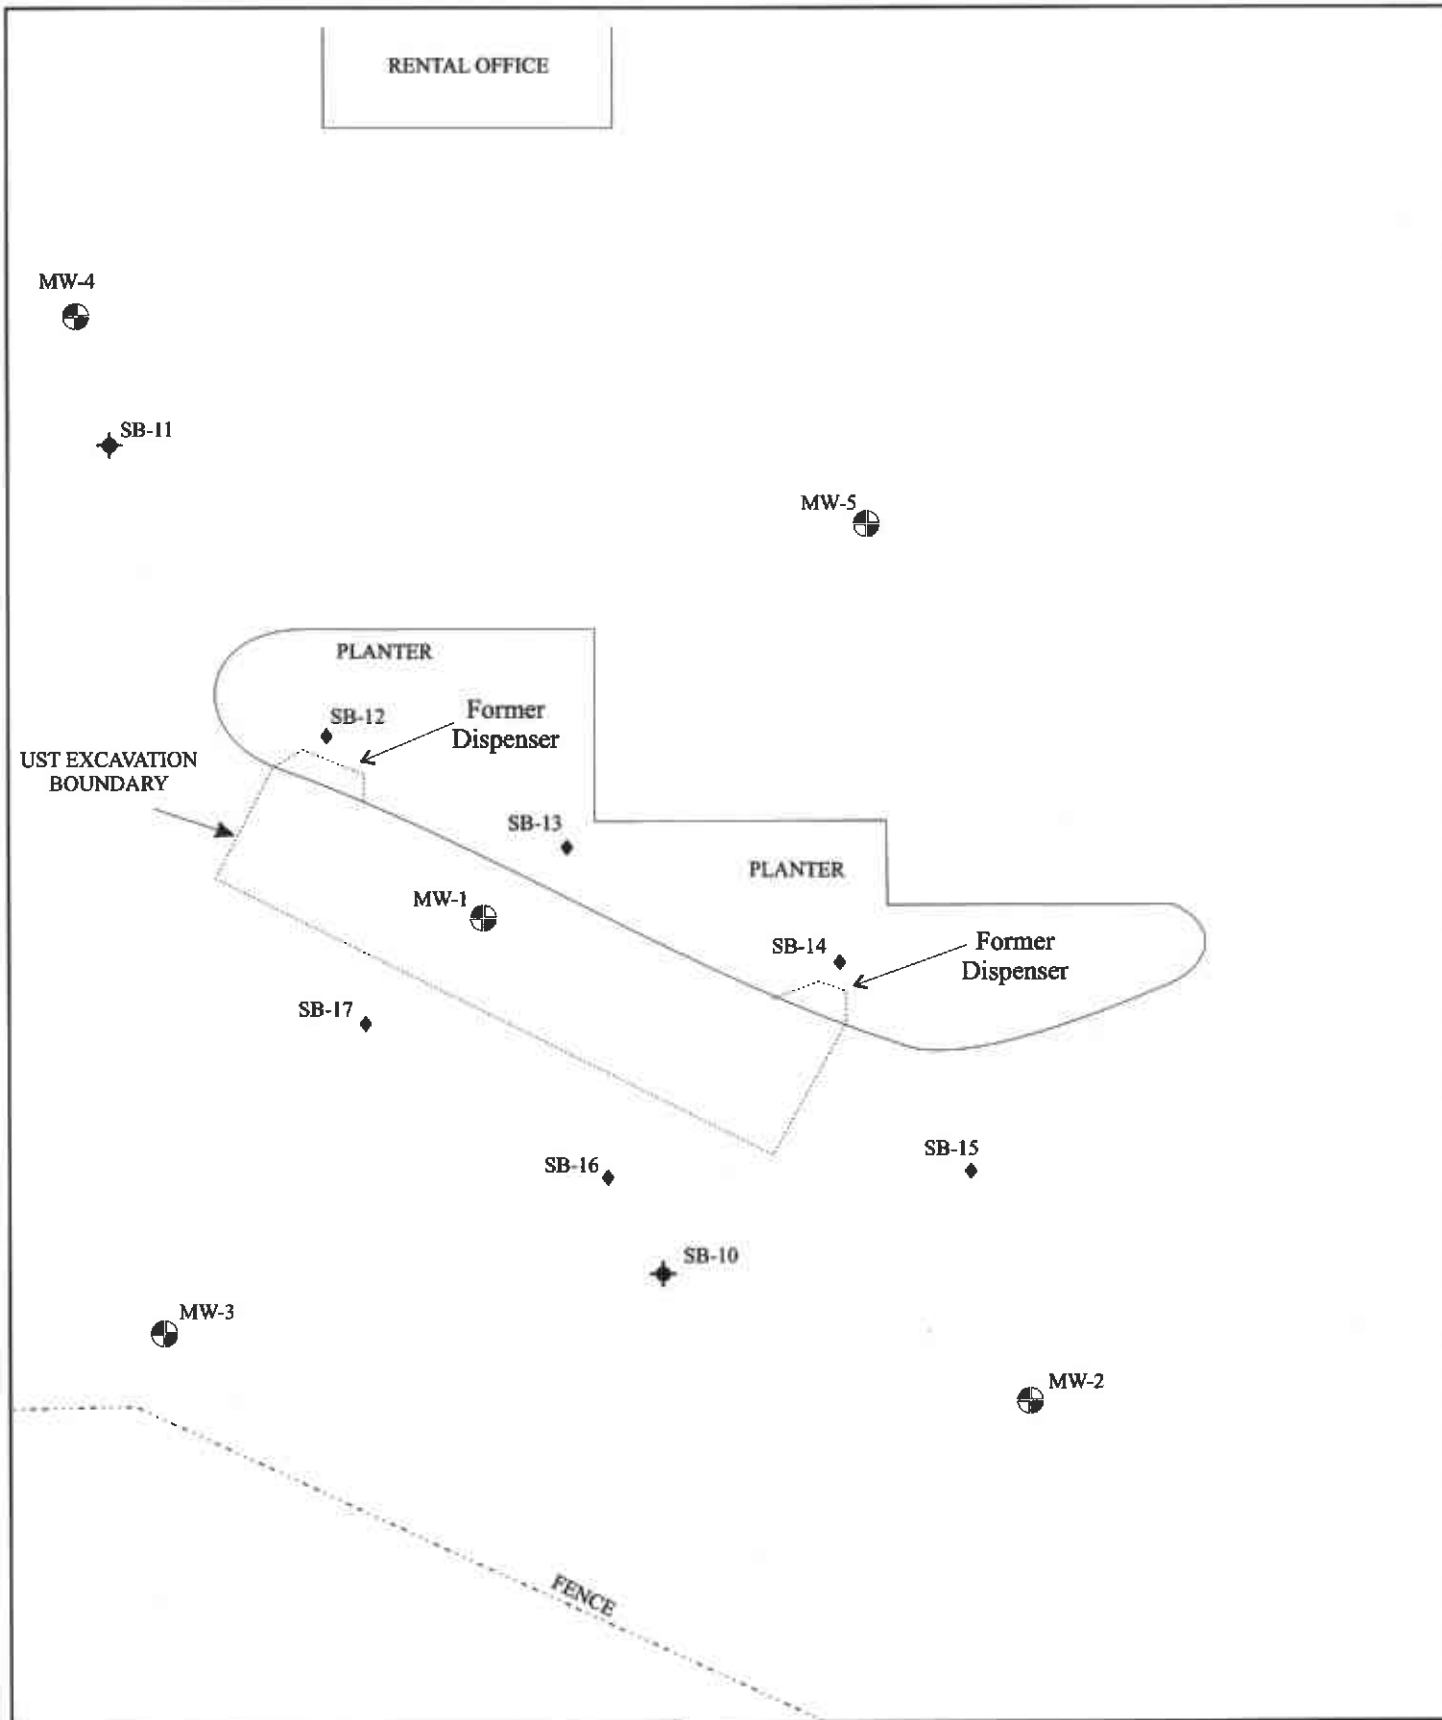 RENTAL OFFICE
MW-4
SB-11
MW-5
PLANTER
SB-12
Former
Dispenser
UST EXCAVATION
BOUNDARY
SB-13
PLANTER
MW-1
SB-14
Former
Dispenser
SB-17
SB-15
SB-16
SB-10
MW-3
MW-2
FENCE